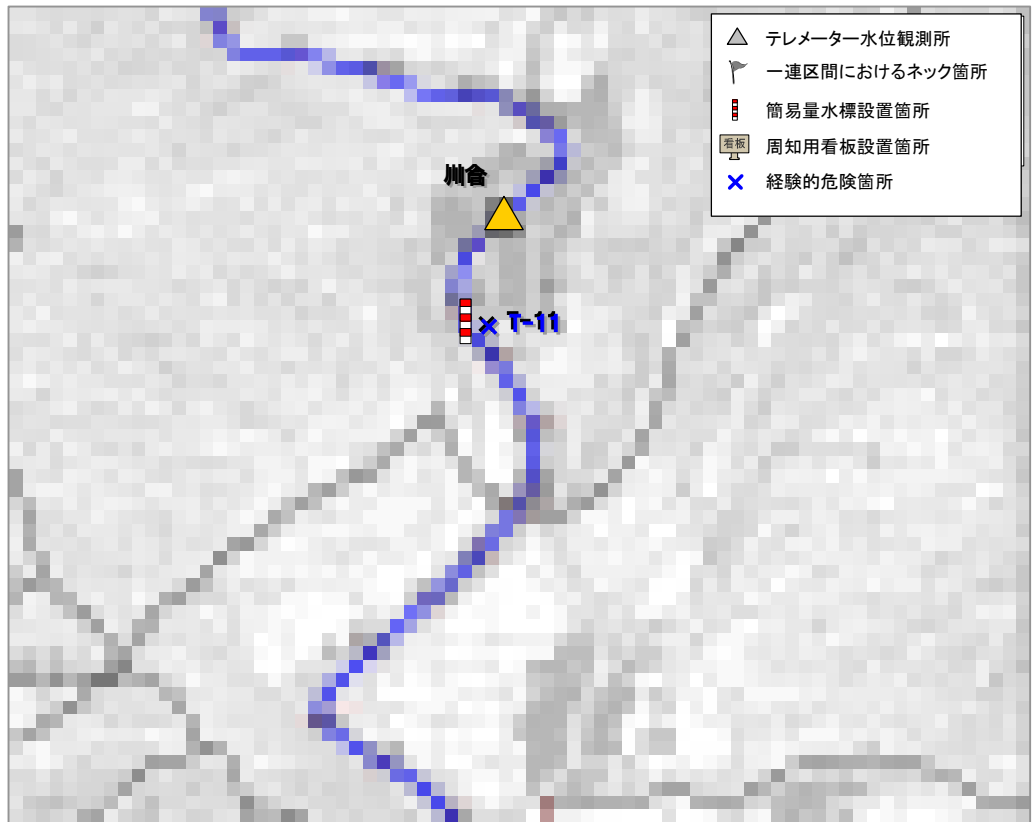 テレメーター水位観測所
一連区間におけるネック箇所
簡易量水標設置箇所
看板
周知用看板設置箇所
経験的危険箇所
川合
T-11